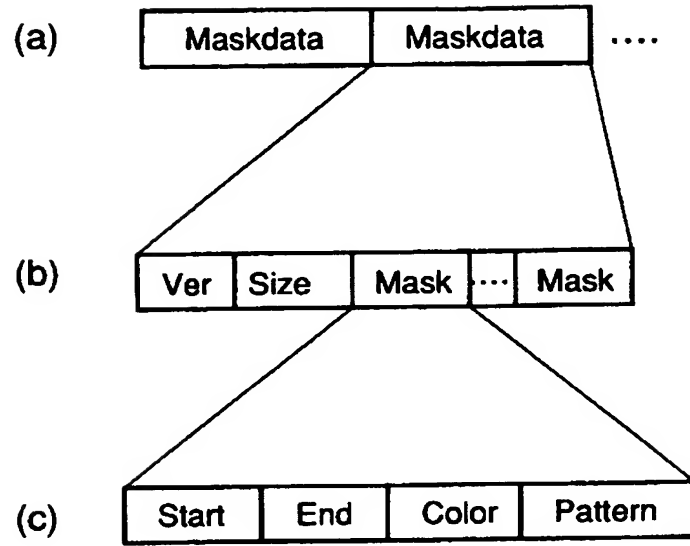 (a) Maskdata Maskdata ....
(b) Ver Size Mask .... Mask
(c) Start End Color Pattern